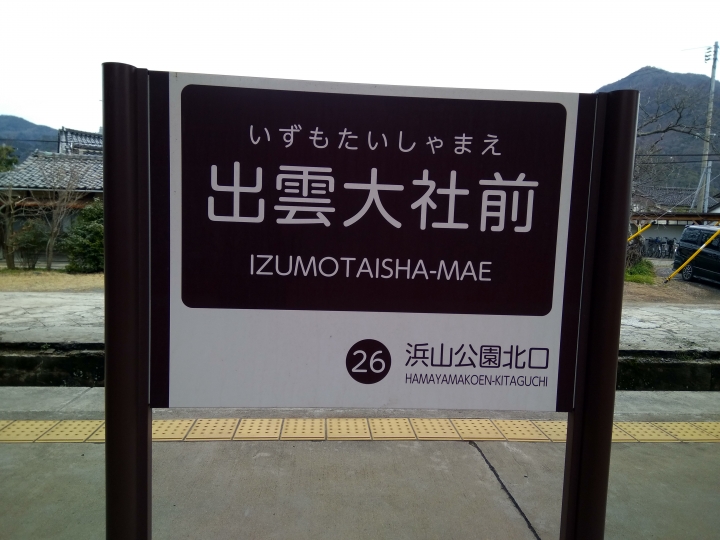 いずもたいしゃまえ
出雲大社前
IZUMOTAISHA-MAE
26 浜山公園北口
HAMAYAMAKOEN-KITAGUCHI